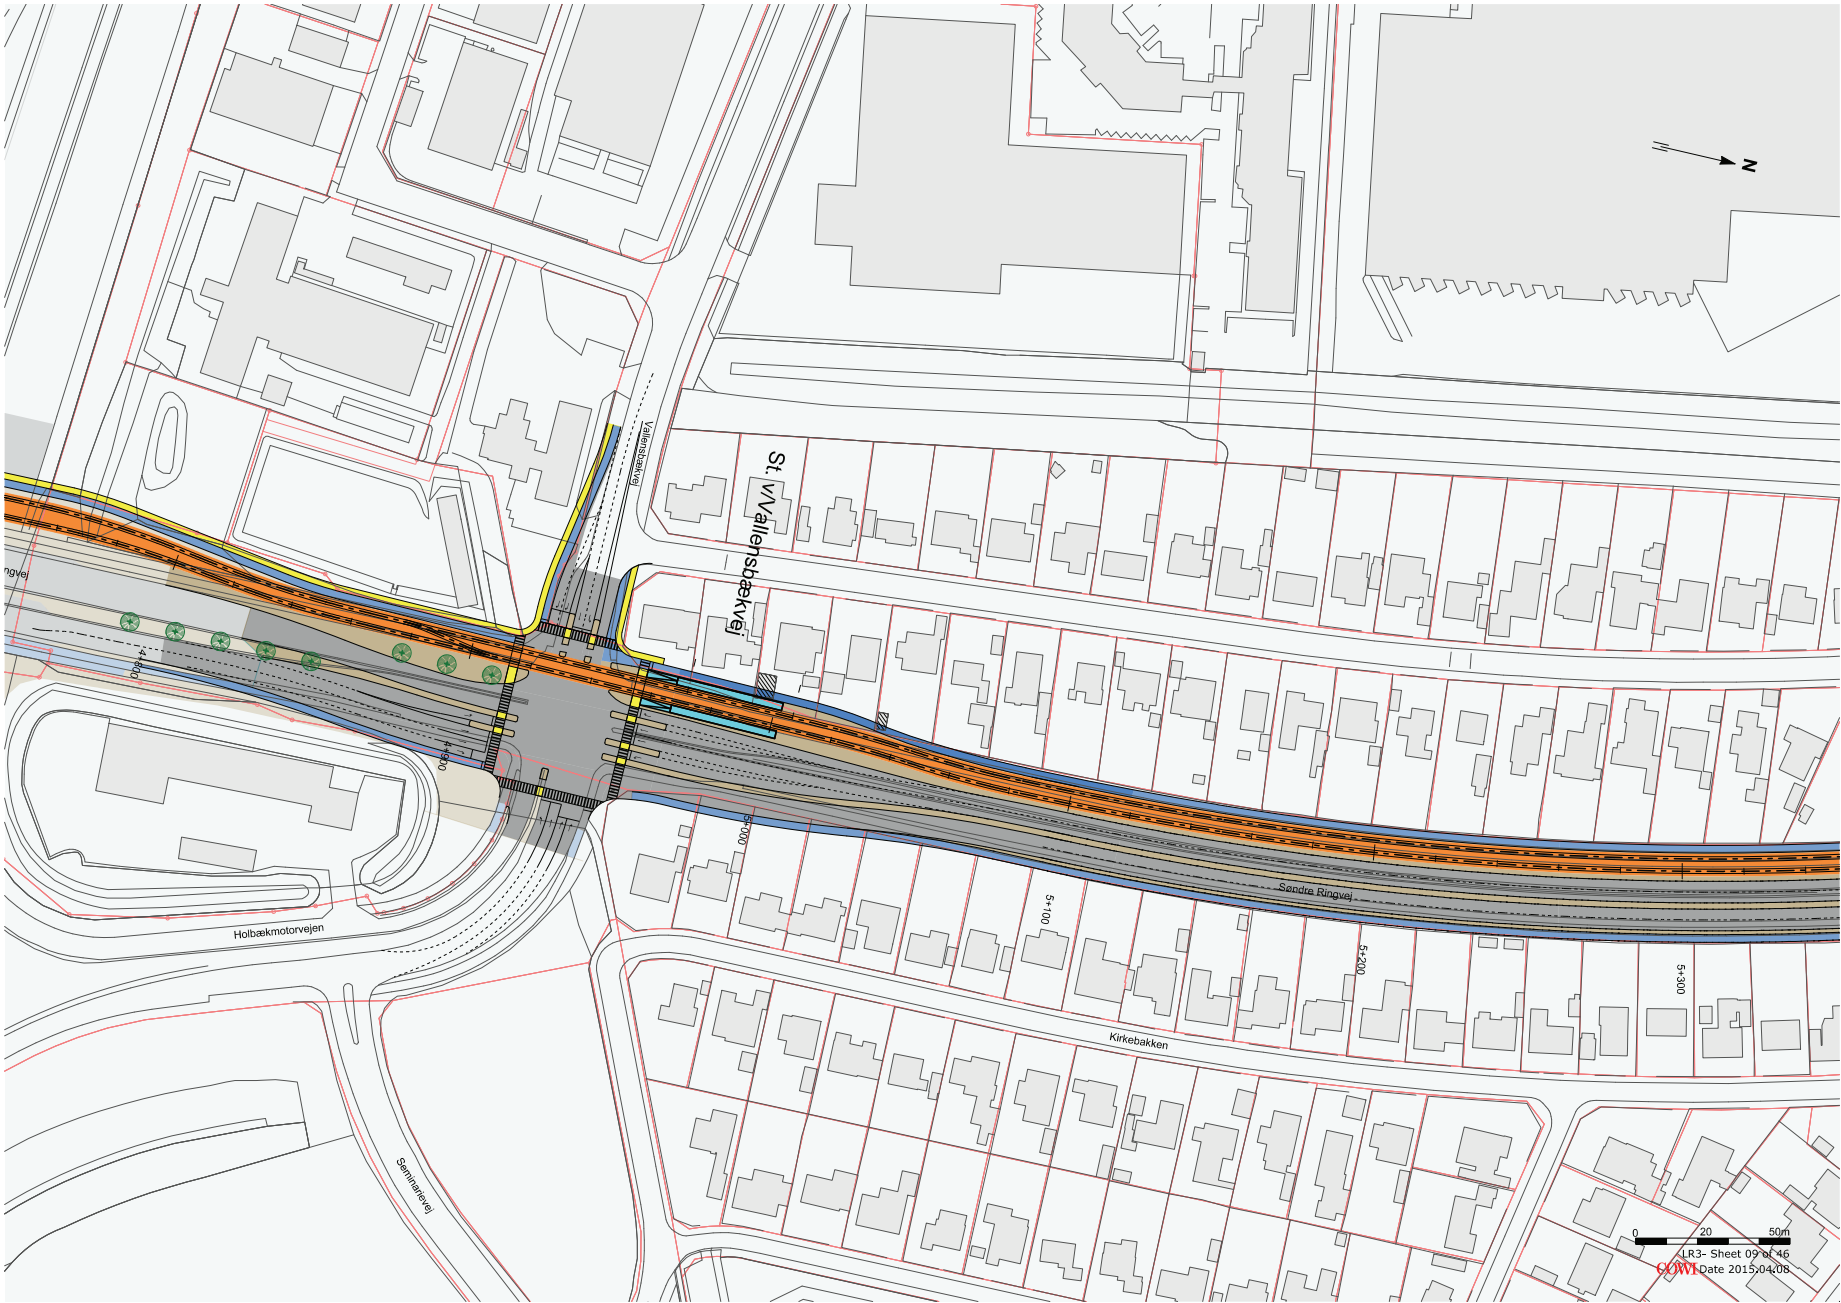 N
Vallensbækvej
St. v/Vallensbækvej
ngvej
4+800
4+900
5+000
Søndre Ringvej
5+100
5+200
5+300
Holbækmotorvejen
Kirkebakken
Seminarievej
0 20 50m
LR3- Sheet 09 of 46
COWI Date 2015.04.08